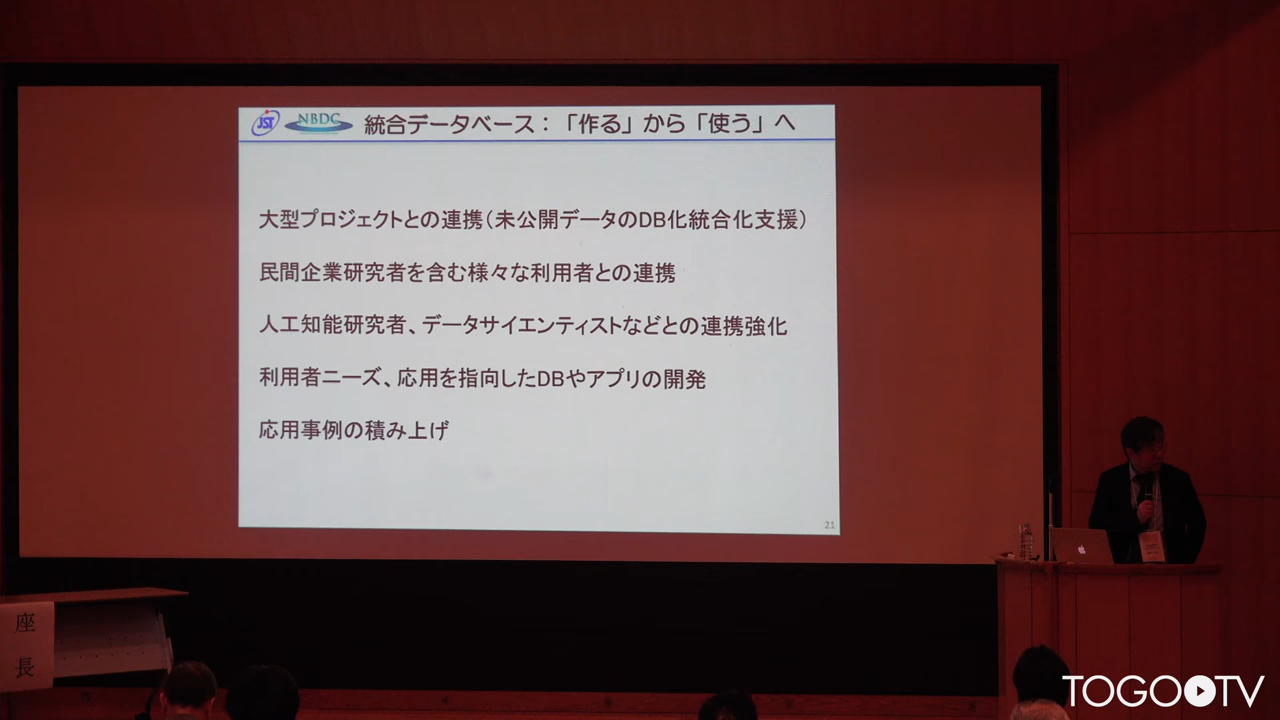 JST NBDC 統合データベース：「作る」から「使う」へ
大型プロジェクトとの連携（未公開データのDB化統合化支援）
民間企業研究者を含む様々な利用者との連携
人工知能研究者、データサイエンティストなどとの連携強化
利用者ニーズ、応用を指向したDBやアプリの開発
応用事例の積み上げ
21
座長
TOGOTV